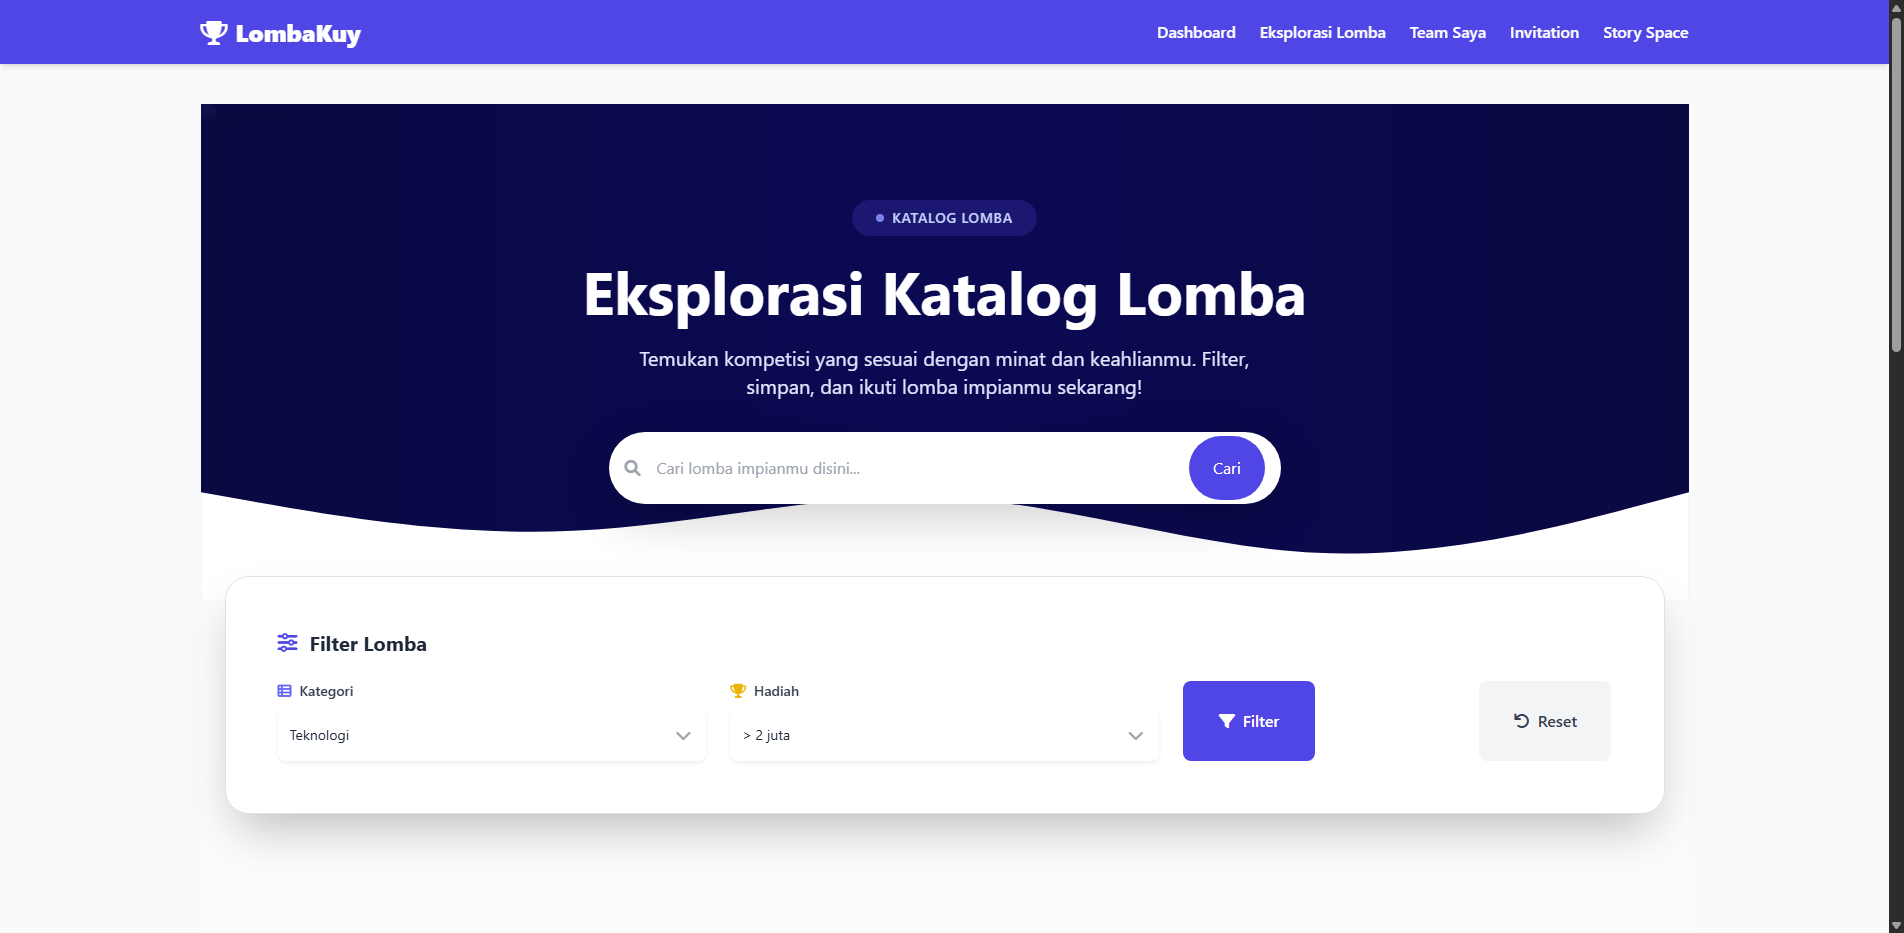 LombaKuy
Dashboard
Eksplorasi Lomba
Team Saya
Invitation
Story Space
KATALOG LOMBA
Eksplorasi Katalog Lomba
Temukan kompetisi yang sesuai dengan minat dan keahlianmu. Filter,
simpan, dan ikuti lomba impianmu sekarang!
Cari lomba impianmu disini...
Cari
Filter Lomba
Kategori
Hadiah
Teknologi
> 2 juta
Filter
Reset